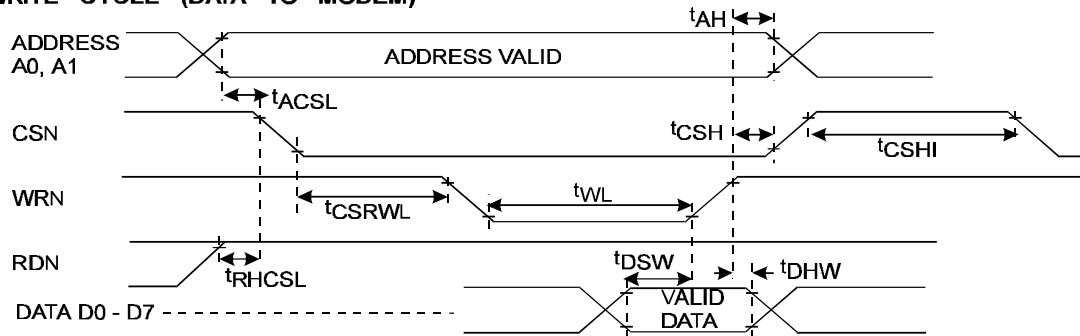 WRITE CYCLE (DATA TO MODEM)
tAH
ADDRESS
A0, A1
ADDRESS VALID
tACSL
CSN
tCSH
tCSHI
WRN
tCSRWL
tWL
RDN
tRHCSL
tDSW
tDHW
DATA D0 - D7
VALID
DATA